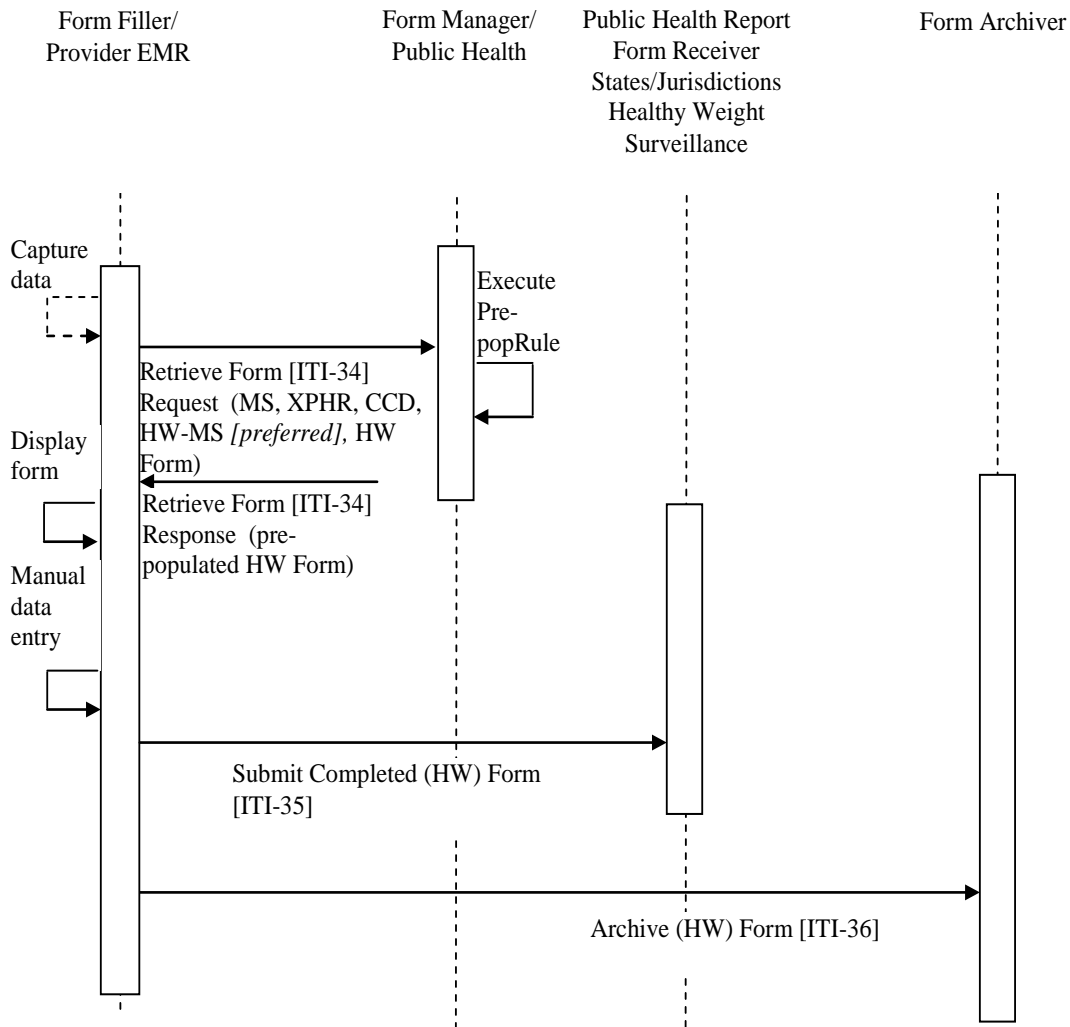 Form Filler/
Provider EMR
Form Manager/
Public Health
Public Health Report
Form Receiver
States/Jurisdictions
Healthy Weight
Surveillance
Form Archiver
Capture
data
Execute
Pre-
popRule
Retrieve Form [ITI-34]
Request (MS, XPHR, CCD,
HW-MS [preferred], HW
Form)
Display
form
Retrieve Form [ITI-34]
Response (pre-
populated HW Form)
Manual
data
entry
Submit Completed (HW) Form
[ITI-35]
Archive (HW) Form [ITI-36]